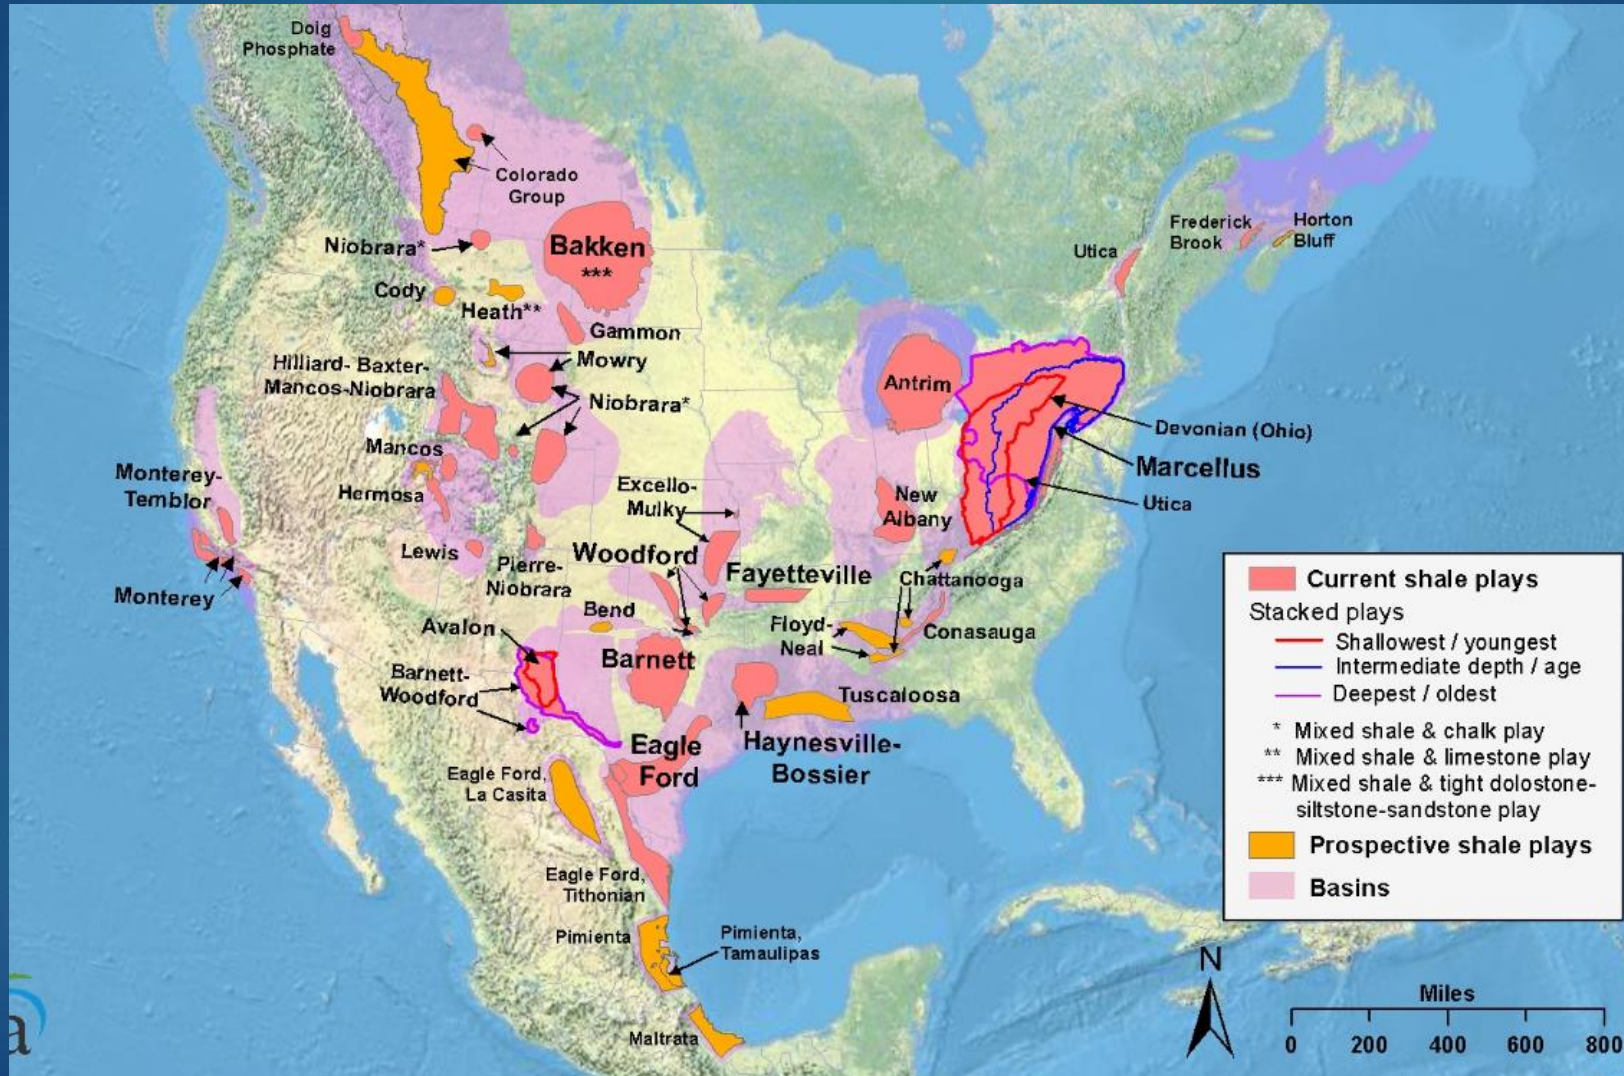 Doig
Phosphate
Colorado
Group
Niobrara*
Bakken
***
Cody
Heath**
Gammon
Mowry
Hilliard- Baxter-
Mancos-Niobrara
Niobrara*
Mancos
Hermosa
Monterey-
Temblor
Monterey
Lewis
Pierre-
Niobrara
Excello-
Mulky
Woodford
Fayetteville
Bend
Avalon
Barnett-
Woodford
Barnett
Eagle
Ford
Haynesville-
Bossier
Tuscaloosa
Floyd-
Neal
Conasauga
Chattanooga
New
Albany
Antrim
Devonian (Ohio)
Marcellus
Utica
Utica
Frederick
Brook
Horton
Bluff
Eagle Ford,
La Casita
Eagle Ford,
Tithonian
Pimienta
Pimienta,
Tamaulipas
Maltrata
Current shale plays
Stacked plays
Shallowest / youngest
Intermediate depth / age
Deepest / oldest
* Mixed shale & chalk play
** Mixed shale & limestone play
*** Mixed shale & tight dolostone-
siltstone-sandstone play
Prospective shale plays
Basins
N
Miles
0 200 400 600 800
a